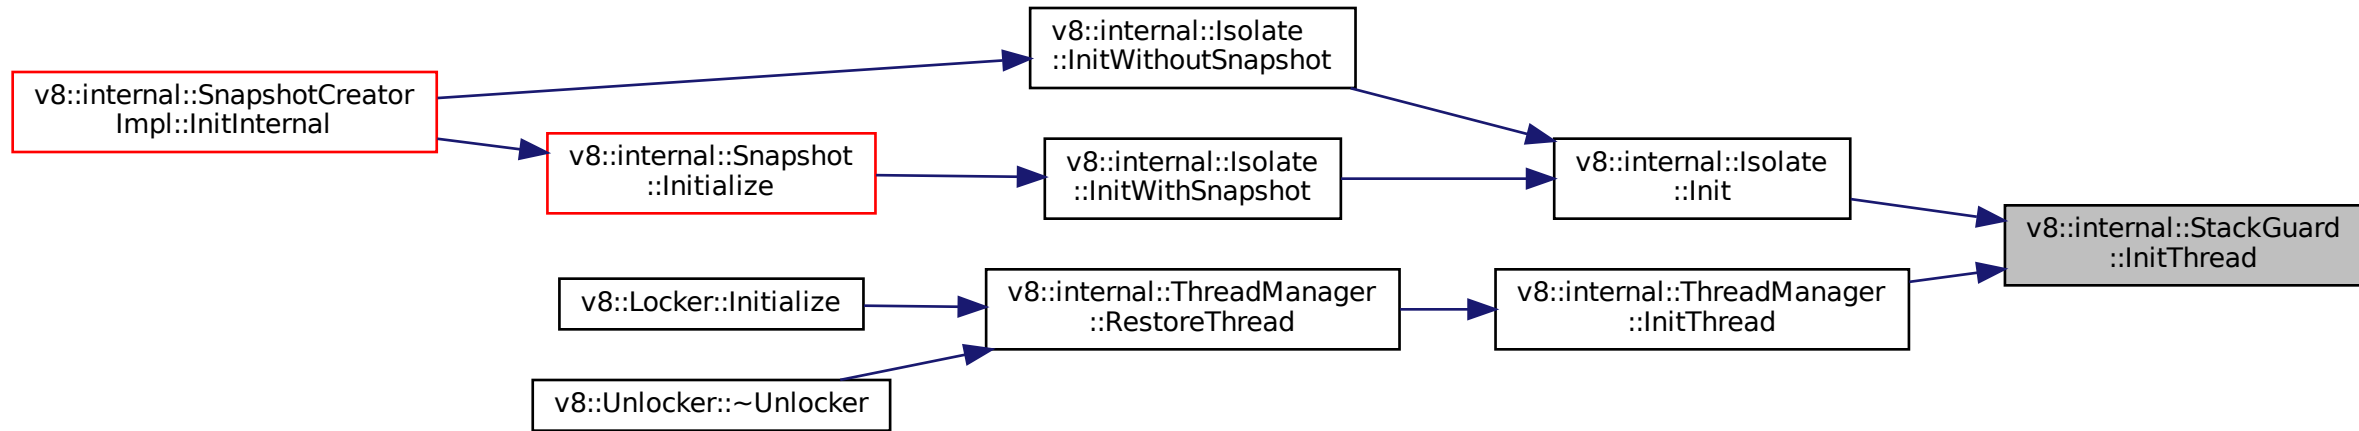 v8::internal::Isolate
::InitWithoutSnapshot
v8::internal::SnapshotCreator
Impl::InitInternal
v8::internal::Snapshot
::Initialize
v8::internal::Isolate
::InitWithSnapshot
v8::internal::Isolate
::Init
v8::internal::StackGuard
::InitThread
v8::Locker::Initialize
v8::internal::ThreadManager
::RestoreThread
v8::internal::ThreadManager
::InitThread
v8::Unlocker::~Unlocker